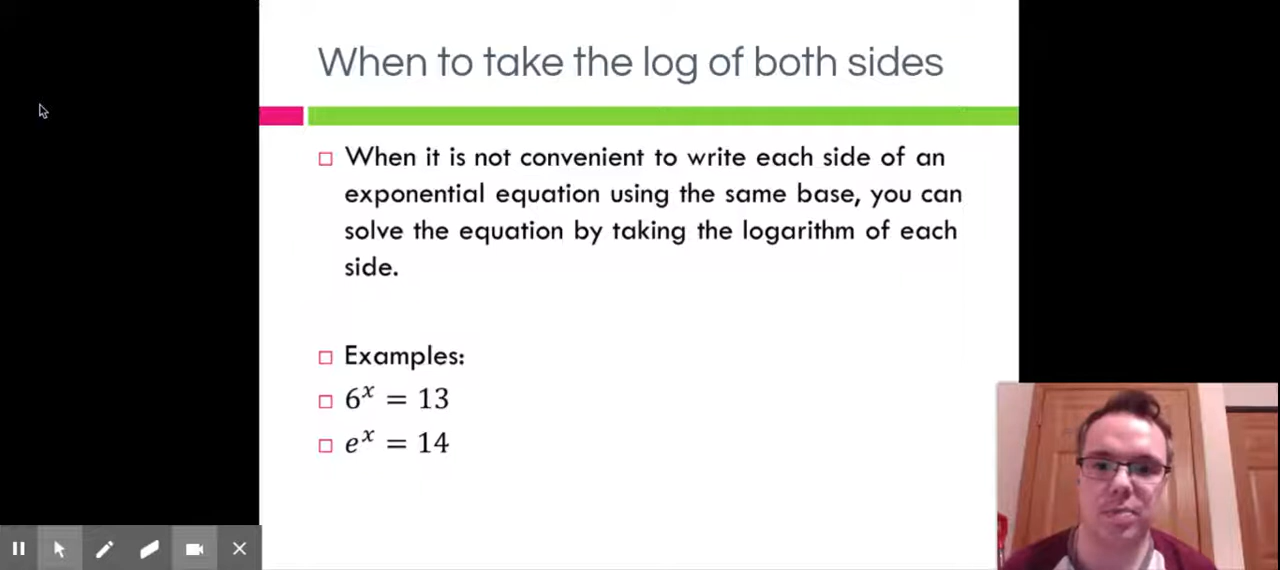 When to take the log of both sides
When it is not convenient to write each side of an
exponential equation using the same base, you can
solve the equation by taking the logarithm of each
side.
Examples:
6ˣ = 13
eˣ = 14